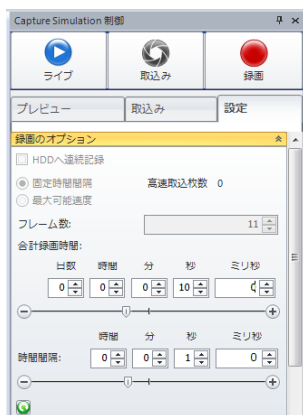 Capture Simulation 制御
ライブ 取込み 録画
プレビュー 取込み 設定
録画のオプション
HDDへ連続記録
固定時間間隔 高速取込枚数 0
最大可能速度
フレーム数: 11
合計録画時間:
日数 時間 分 秒 ミリ秒
0 0 0 10
時間 分 秒 ミリ秒
時間間隔: 0 0 1 0